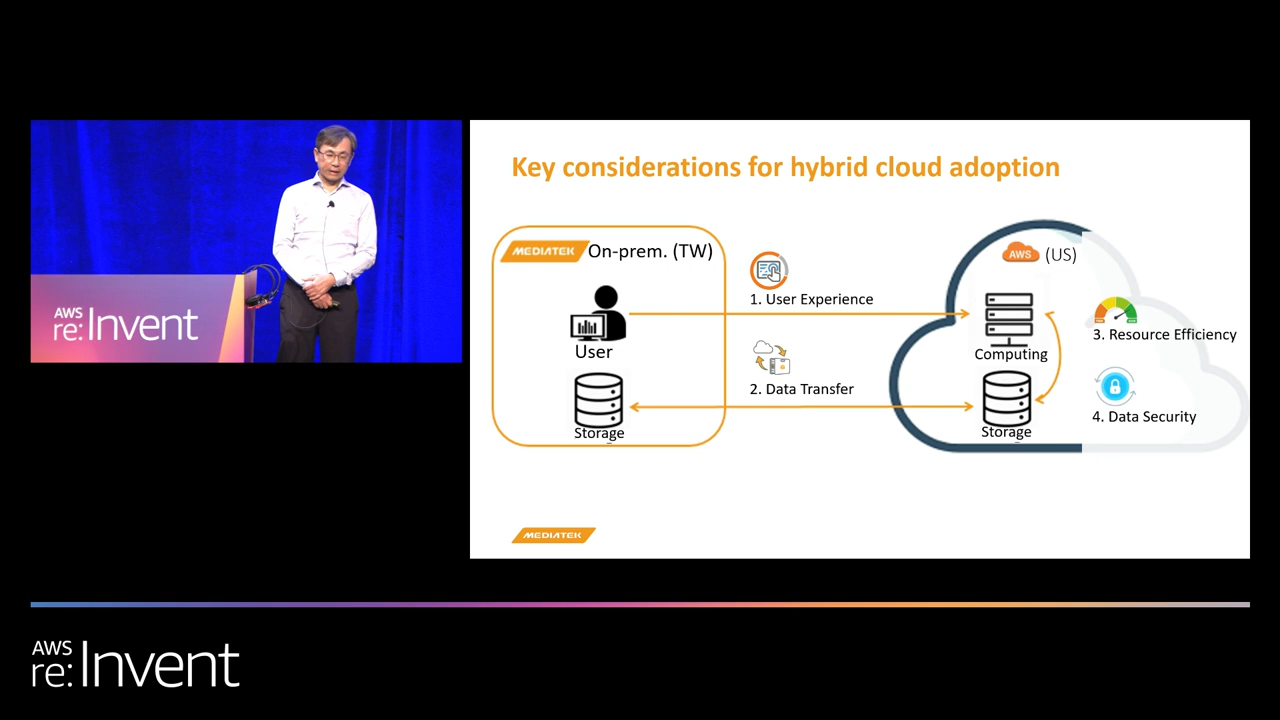 AWS
re:Invent
Key considerations for hybrid cloud adoption
MEDIATEK On-prem. (TW)
User
Storage
1. User Experience
2. Data Transfer
AWS (US)
Computing
Storage
3. Resource Efficiency
4. Data Security
MEDIATEK
AWS
re:Invent